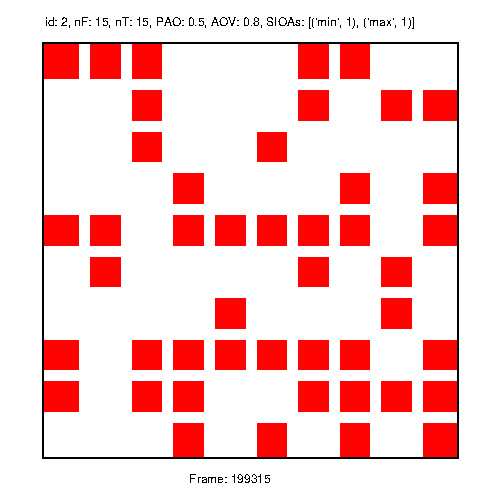 id: 2, nF: 15, nT: 15, PAO: 0.5, AOV: 0.8, SIOAs: [('min', 1), ('max', 1)]
Frame: 199315